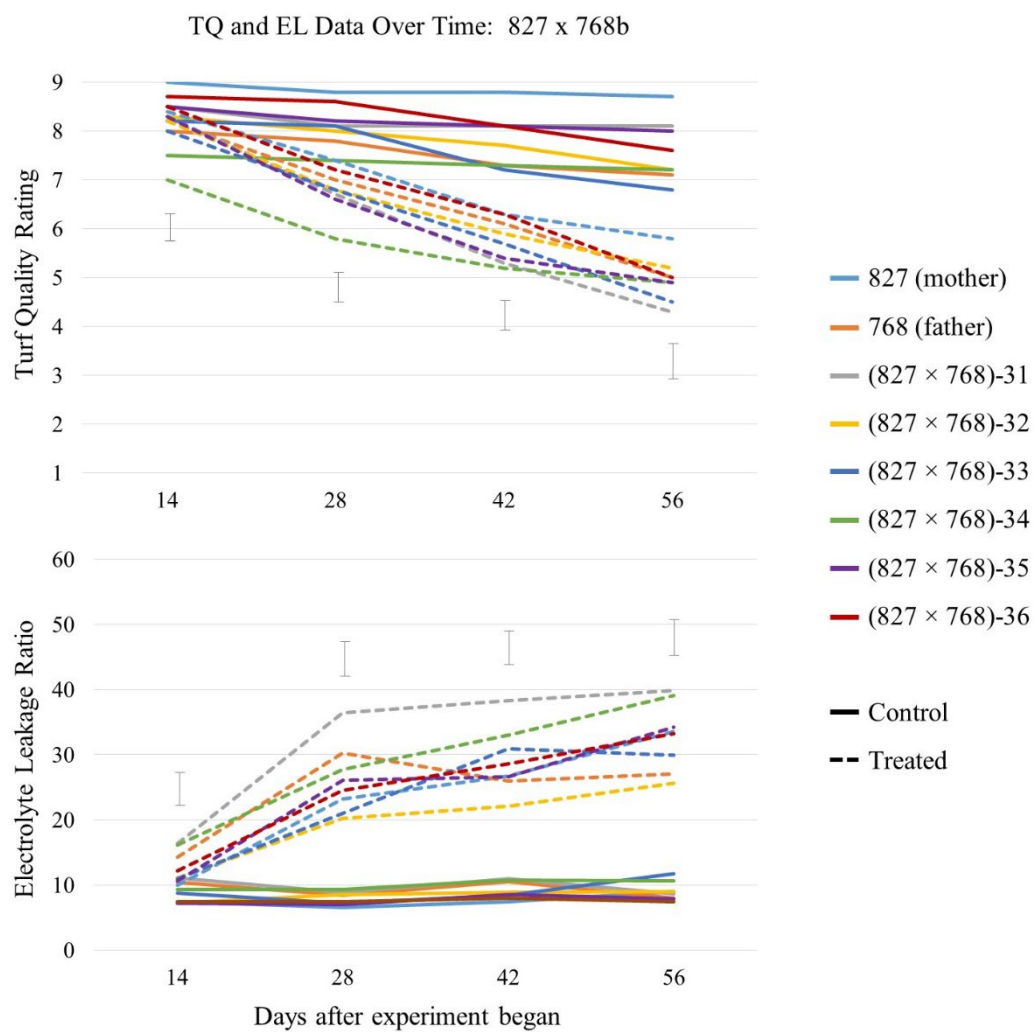 TQ and EL Data Over Time: 827 x 768b
Turf Quality Rating
9
8
7
6
5
4
3
2
1
14 28 42 56
Electrolyte Leakage Ratio
60
50
40
30
20
10
0
14 28 42 56
Days after experiment began
827 (mother)
768 (father)
(827 × 768)-31
(827 × 768)-32
(827 × 768)-33
(827 × 768)-34
(827 × 768)-35
(827 × 768)-36
Control
Treated